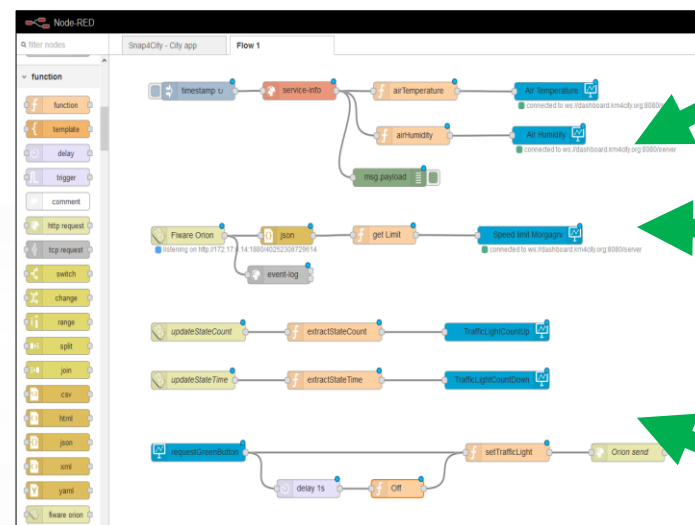 Node-RED
filter nodes
Snap4City - City app
Flow 1
function
function
template
delay
trigger
comment
http request
tcp request
switch
change
range
split
join
csv
html
json
xml
yaml
fiware orion
timestamp ↻
service-info
airTemperature
Air Temperature
connected to ws://dashboard.km4city.org:8080/
airHumidity
Air Humidity
connected to ws://dashboard.km4city.org:8080/server
msg.payload
Fiware Orion
json
get Limit
Speed limit Morgagni
connected to ws://dashboard.km4city.org:8080/server
event-log
updateStateCount
extractStateCount
TrafficLightCountUp
updateStateTime
extractStateTime
TrafficLightCountDown
requestGreenButton
setTrafficLight
Orion send
delay 1s
Off